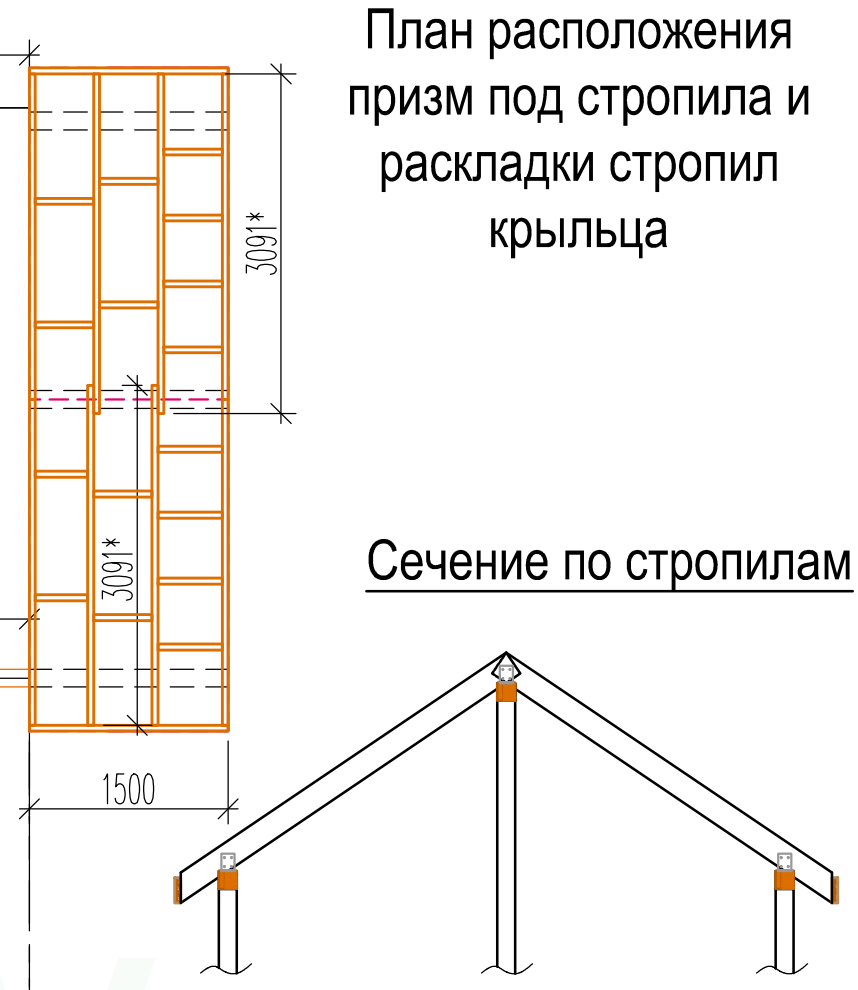 План расположения
призм под стропила и
раскладки стропил
крыльца
3091*
3091*
Сечение по стропилам
1500